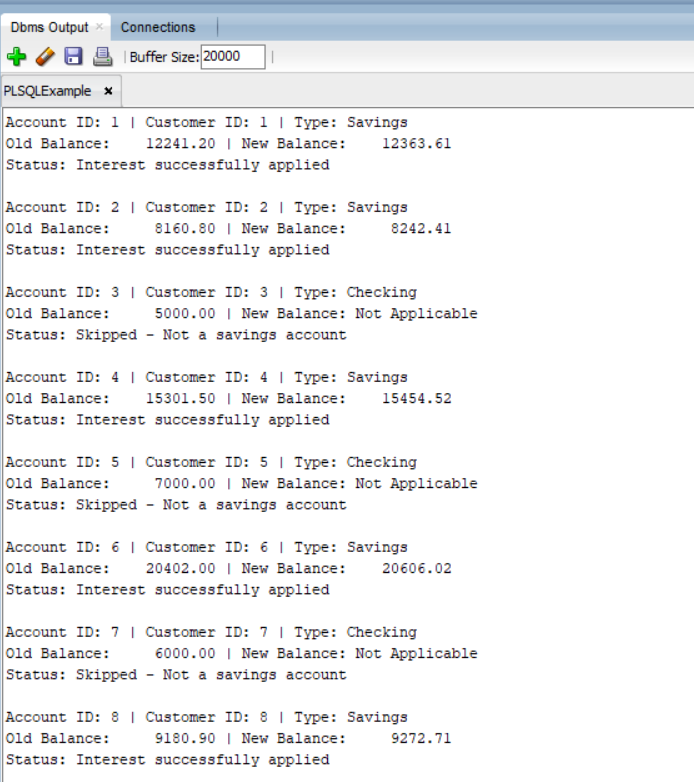 Dbms Output × Connections
Buffer Size: 20000
PLSQLExample ×
Account ID: 1 | Customer ID: 1 | Type: Savings
Old Balance:    12241.20 | New Balance:    12363.61
Status: Interest successfully applied
Account ID: 2 | Customer ID: 2 | Type: Savings
Old Balance:     8160.80 | New Balance:     8242.41
Status: Interest successfully applied
Account ID: 3 | Customer ID: 3 | Type: Checking
Old Balance:     5000.00 | New Balance: Not Applicable
Status: Skipped - Not a savings account
Account ID: 4 | Customer ID: 4 | Type: Savings
Old Balance:    15301.50 | New Balance:    15454.52
Status: Interest successfully applied
Account ID: 5 | Customer ID: 5 | Type: Checking
Old Balance:     7000.00 | New Balance: Not Applicable
Status: Skipped - Not a savings account
Account ID: 6 | Customer ID: 6 | Type: Savings
Old Balance:    20402.00 | New Balance:    20606.02
Status: Interest successfully applied
Account ID: 7 | Customer ID: 7 | Type: Checking
Old Balance:     6000.00 | New Balance: Not Applicable
Status: Skipped - Not a savings account
Account ID: 8 | Customer ID: 8 | Type: Savings
Old Balance:     9180.90 | New Balance:     9272.71
Status: Interest successfully applied